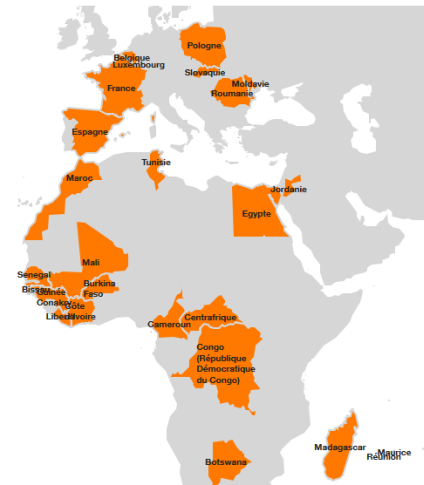 Pologne
Belgique
Luxembourg
Slovaquie
France
Moldavie
Roumanie
Espagne
Tunisie
Maroc
Jordanie
Egypte
Mali
Senegal
Burkina
Faso
Bissau
Guinée
Conakry
Côte
d'Ivoire
Liberia
Cameroun
Centrafrique
Congo
(République
Démocratique
du Congo)
Madagascar
Maurice
Réunion
Botswana